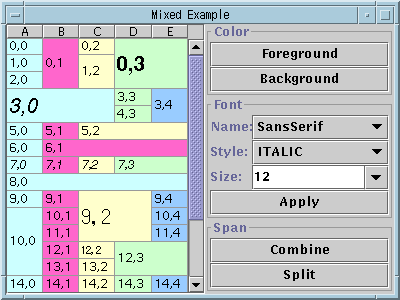 Mixed Example
A B C D E
0,0 0,1 0,2 0,3
1,0 1,2
2,0
3,0 3,3 3,4
4,3
5,0 5,1 5,2
6,0 6,1
7,0 7,1 7,2 7,3
8,0
9,0 9,1 9,2 9,4
10,0 10,1 10,4
11,1 11,4
12,1 12,2 12,3
13,1 13,2
14,0 14,1 14,2 14,3 14,4
Color
Foreground
Background
Font
Name: SansSerif
Style: ITALIC
Size: 12
Apply
Span
Combine
Split